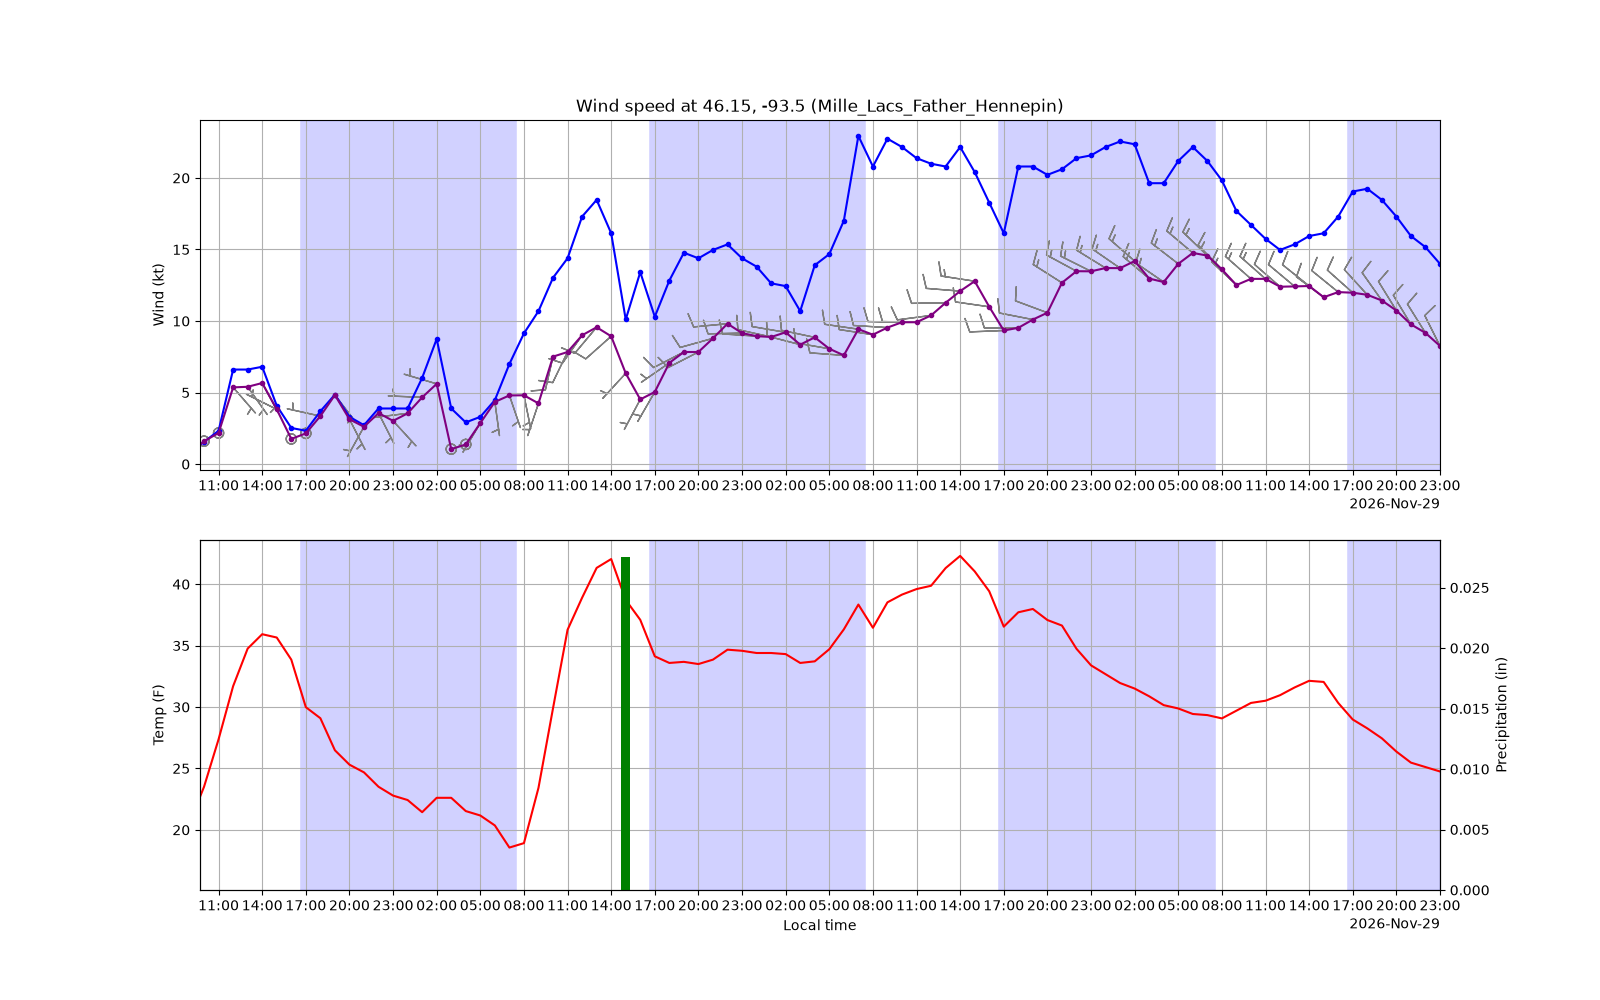 Wind speed at 46.15, -93.5 (Mille_Lacs_Father_Hennepin)
Wind (kt)
20
15
10
5
0
11:00 14:00 17:00 20:00 23:00 02:00 05:00 08:00 11:00 14:00 17:00 20:00 23:00 02:00 05:00 08:00 11:00 14:00 17:00 20:00 23:00 02:00 05:00 08:00 11:00 14:00 17:00 20:00 23:00
2026-Nov-29
Temp (F)
40
35
30
25
20
0.025
0.020
0.015
0.010
0.005
0.000
Precipitation (in)
11:00 14:00 17:00 20:00 23:00 02:00 05:00 08:00 11:00 14:00 17:00 20:00 23:00 02:00 05:00 08:00 11:00 14:00 17:00 20:00 23:00 02:00 05:00 08:00 11:00 14:00 17:00 20:00 23:00
Local time
2026-Nov-29